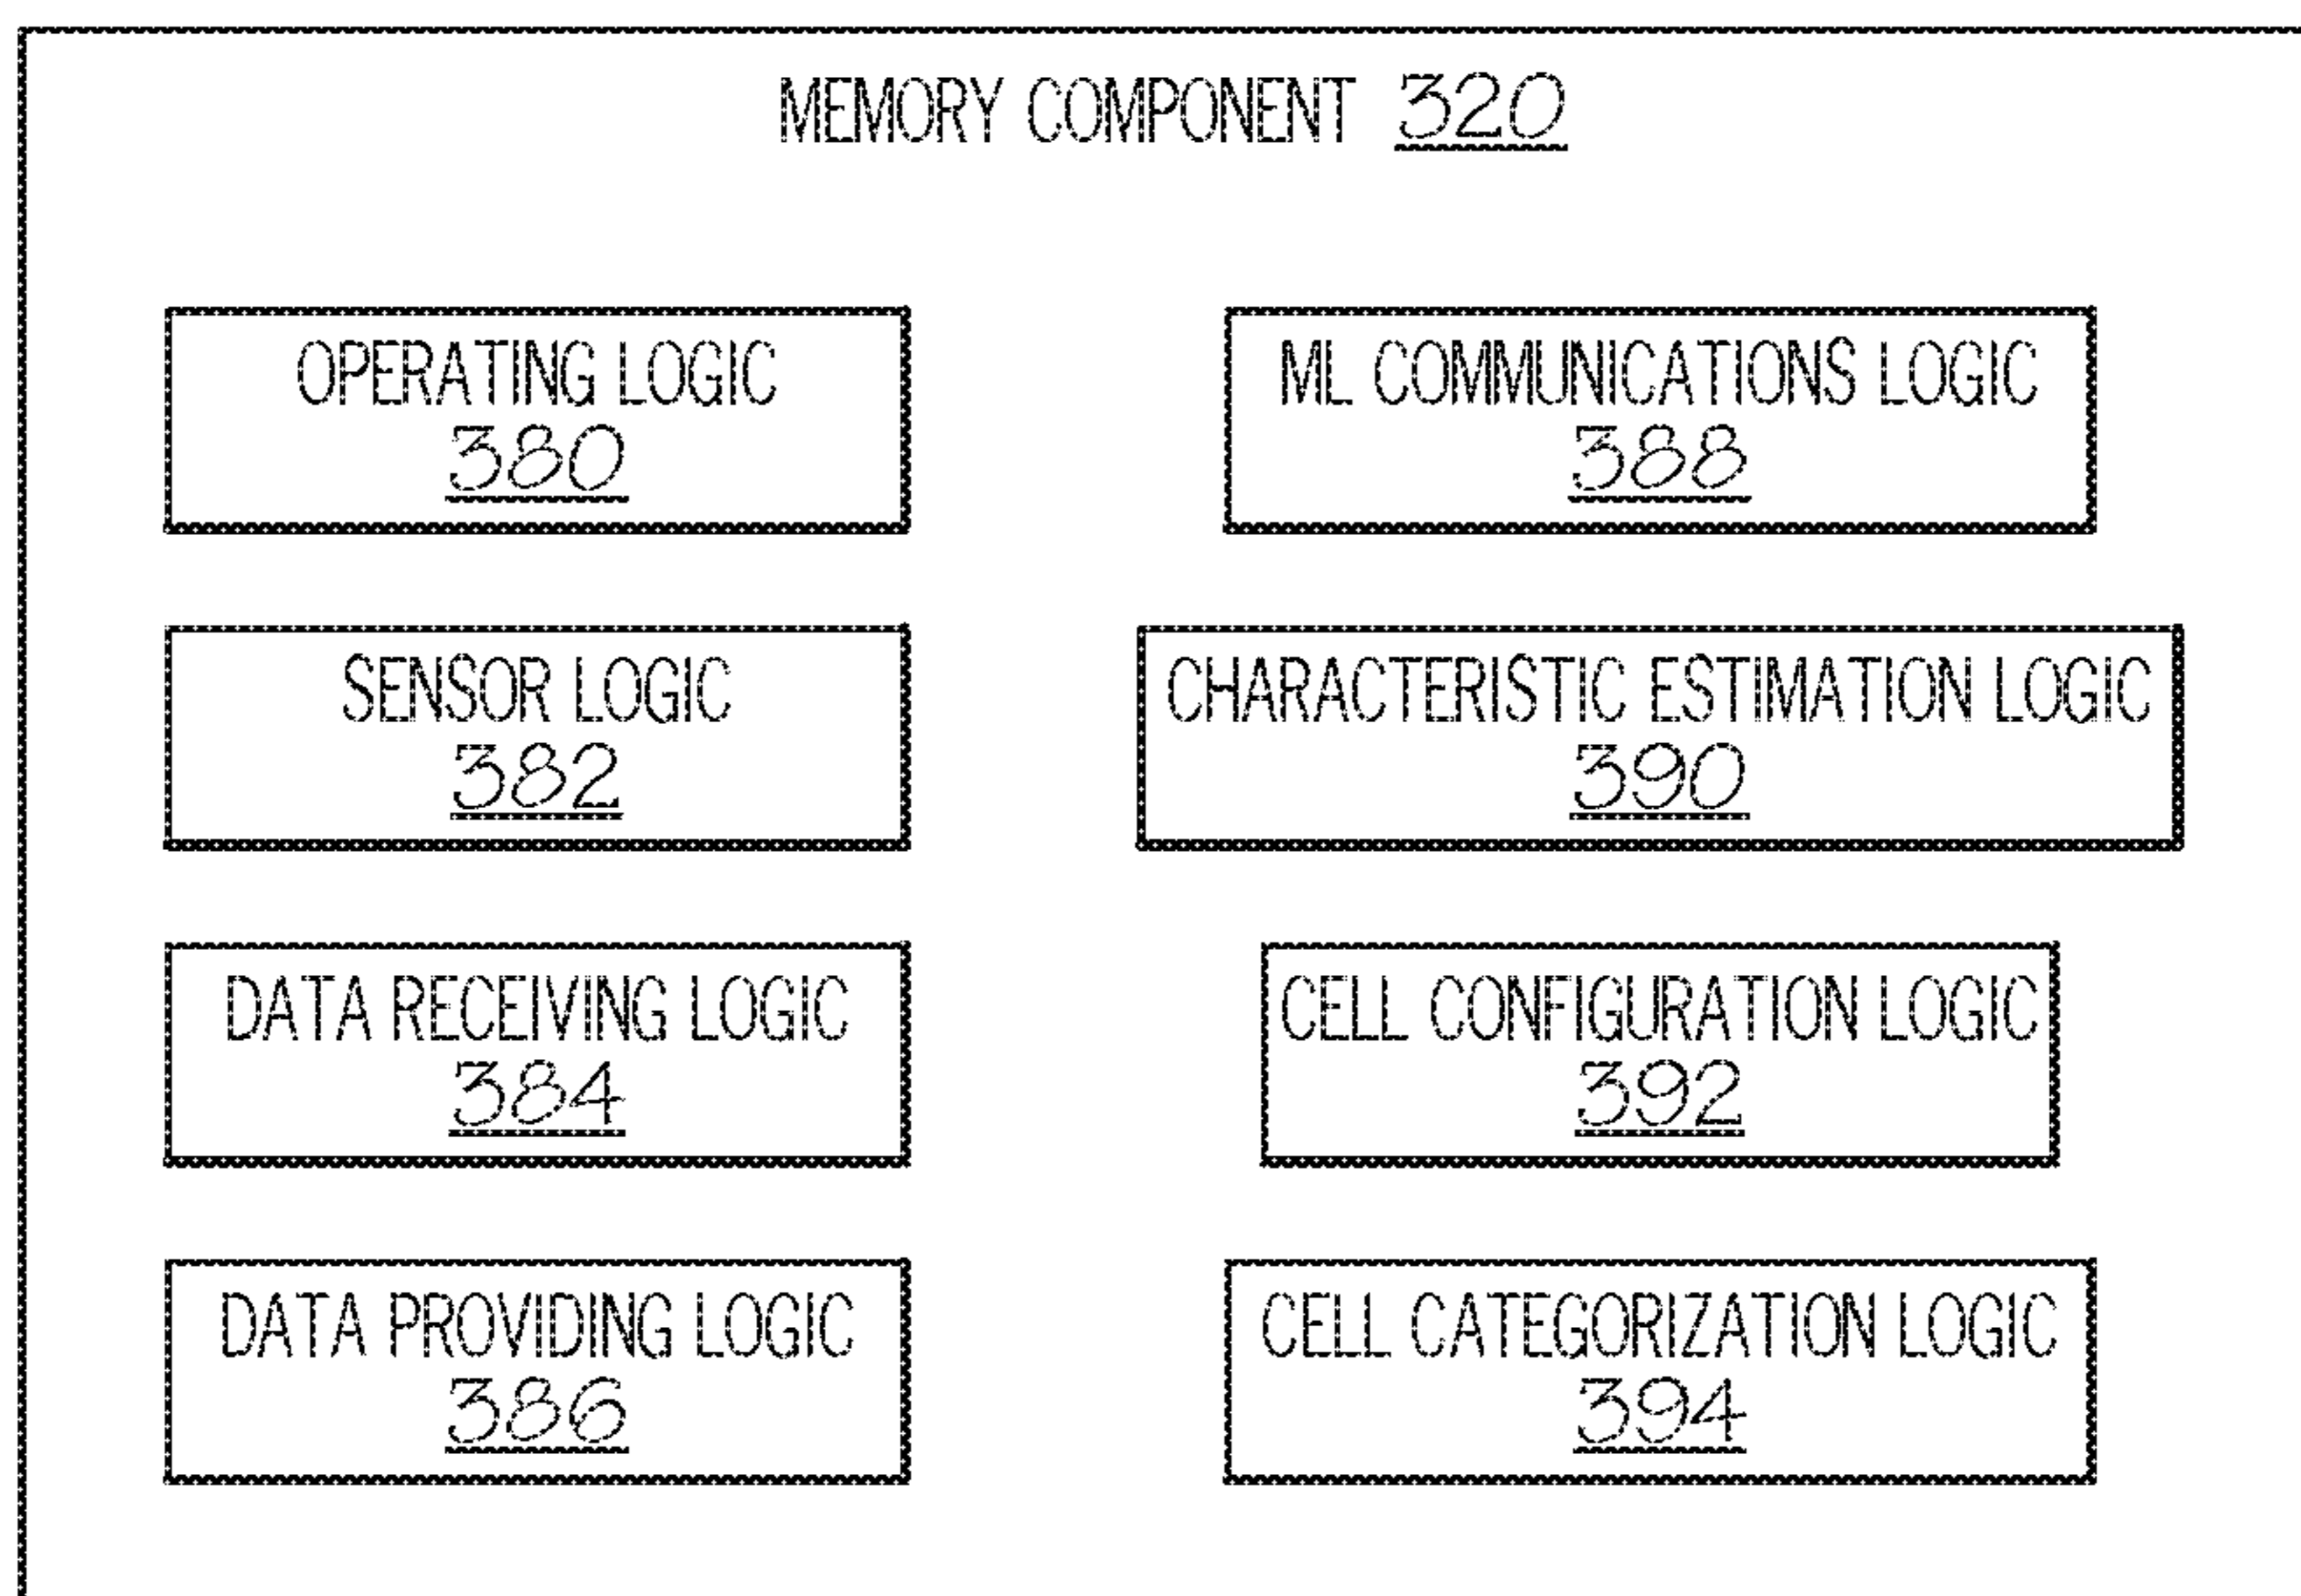 MEMORY COMPONENT 320
OPERATING LOGIC
380
SENSOR LOGIC
382
DATA RECEIVING LOGIC
384
DATA PROVIDING LOGIC
386
ML COMMUNICATIONS LOGIC
388
CHARACTERISTIC ESTIMATION LOGIC
390
CELL CONFIGURATION LOGIC
392
CELL CATEGORIZATION LOGIC
394